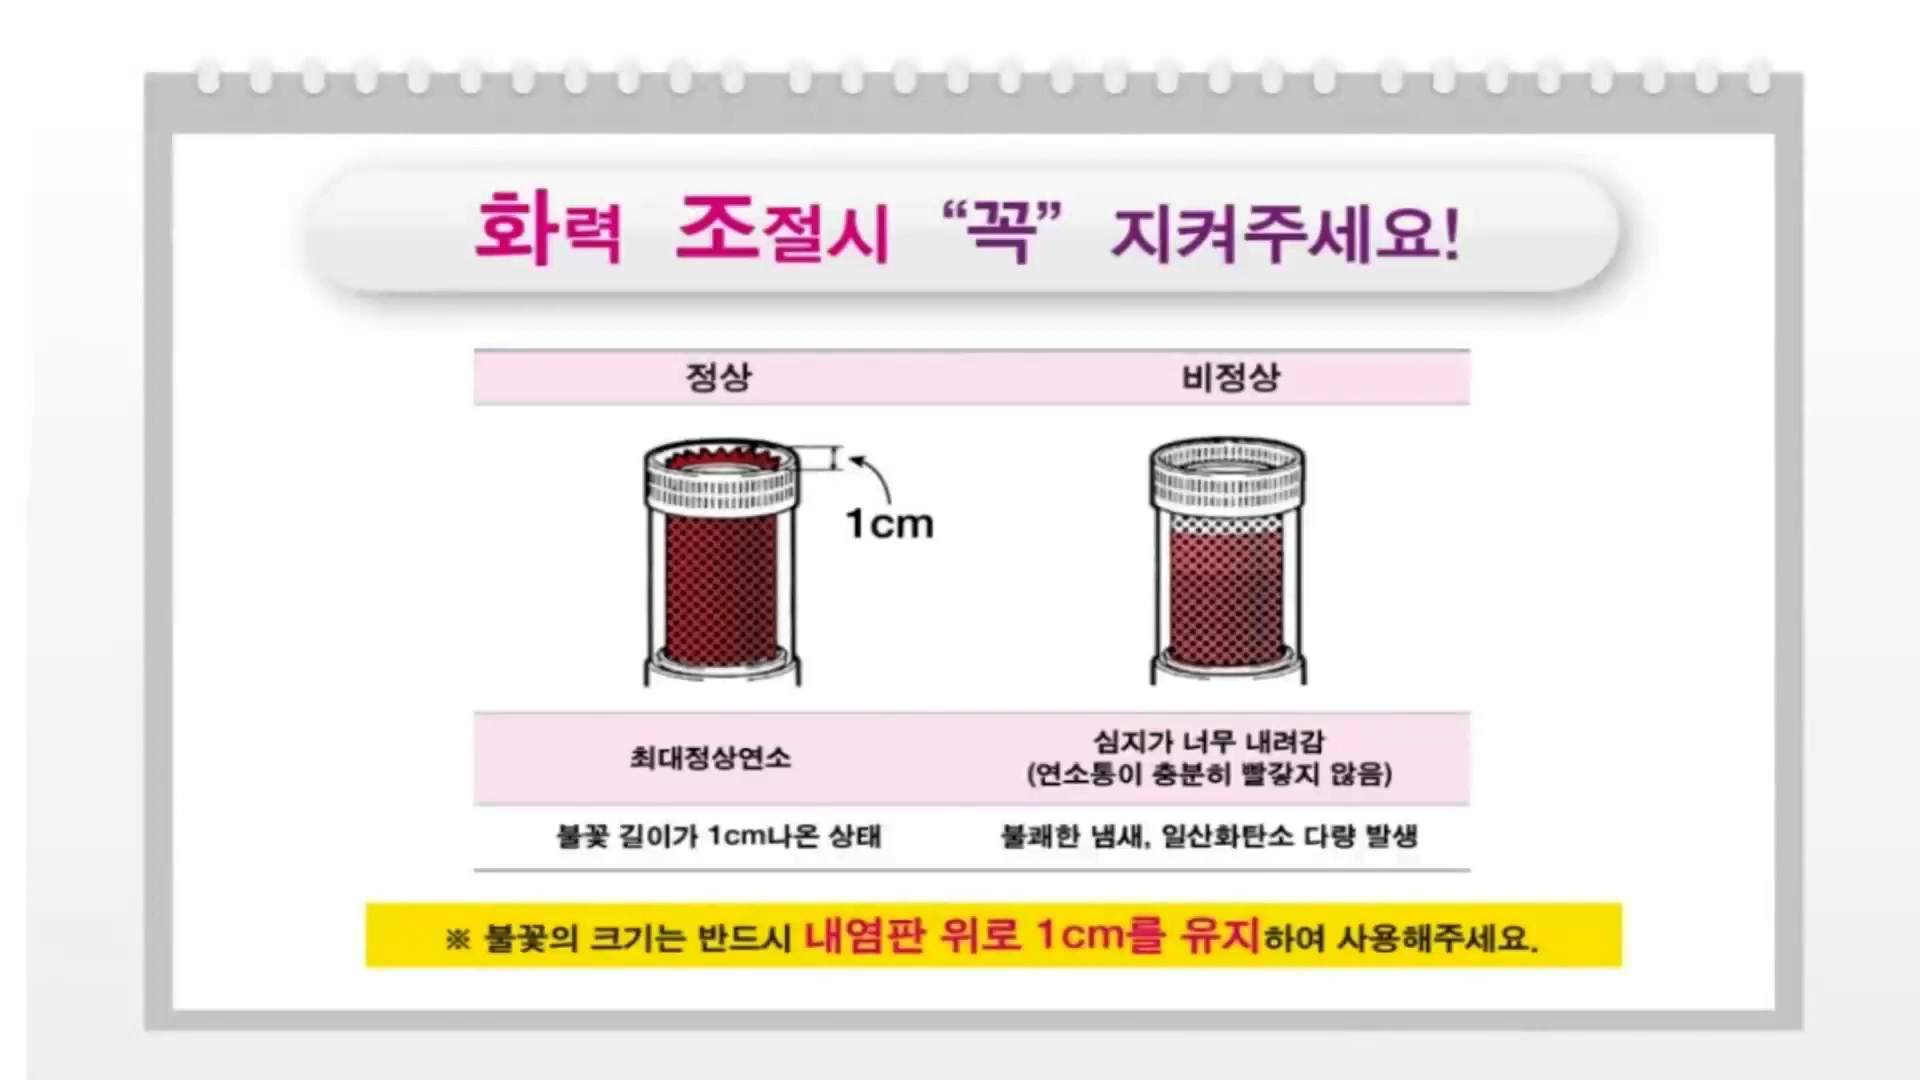 화력 조절시 “꼭” 지켜주세요!
정상
비정상
1cm
최대정상연소
심지가 너무 내려감
(연소통이 충분히 빨갛지 않음)
불꽃 길이가 1cm나온 상태
불쾌한 냄새, 일산화탄소 다량 발생
※ 불꽃의 크기는 반드시 내염판 위로 1cm를 유지하여 사용해주세요.